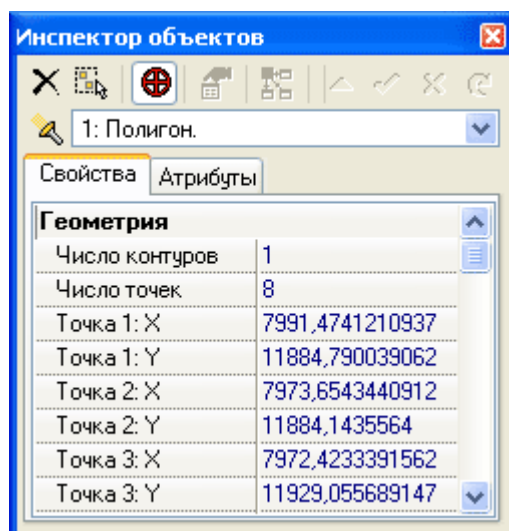 Инспектор объектов
1: Полигон.
Свойства Атрибуты
Геометрия
Число контуров 1
Число точек 8
Точка 1: X 7991,4741210937
Точка 1: Y 11884,790039062
Точка 2: X 7973,6543440912
Точка 2: Y 11884,1435564
Точка 3: X 7972,4233391562
Точка 3: Y 11929,055689147